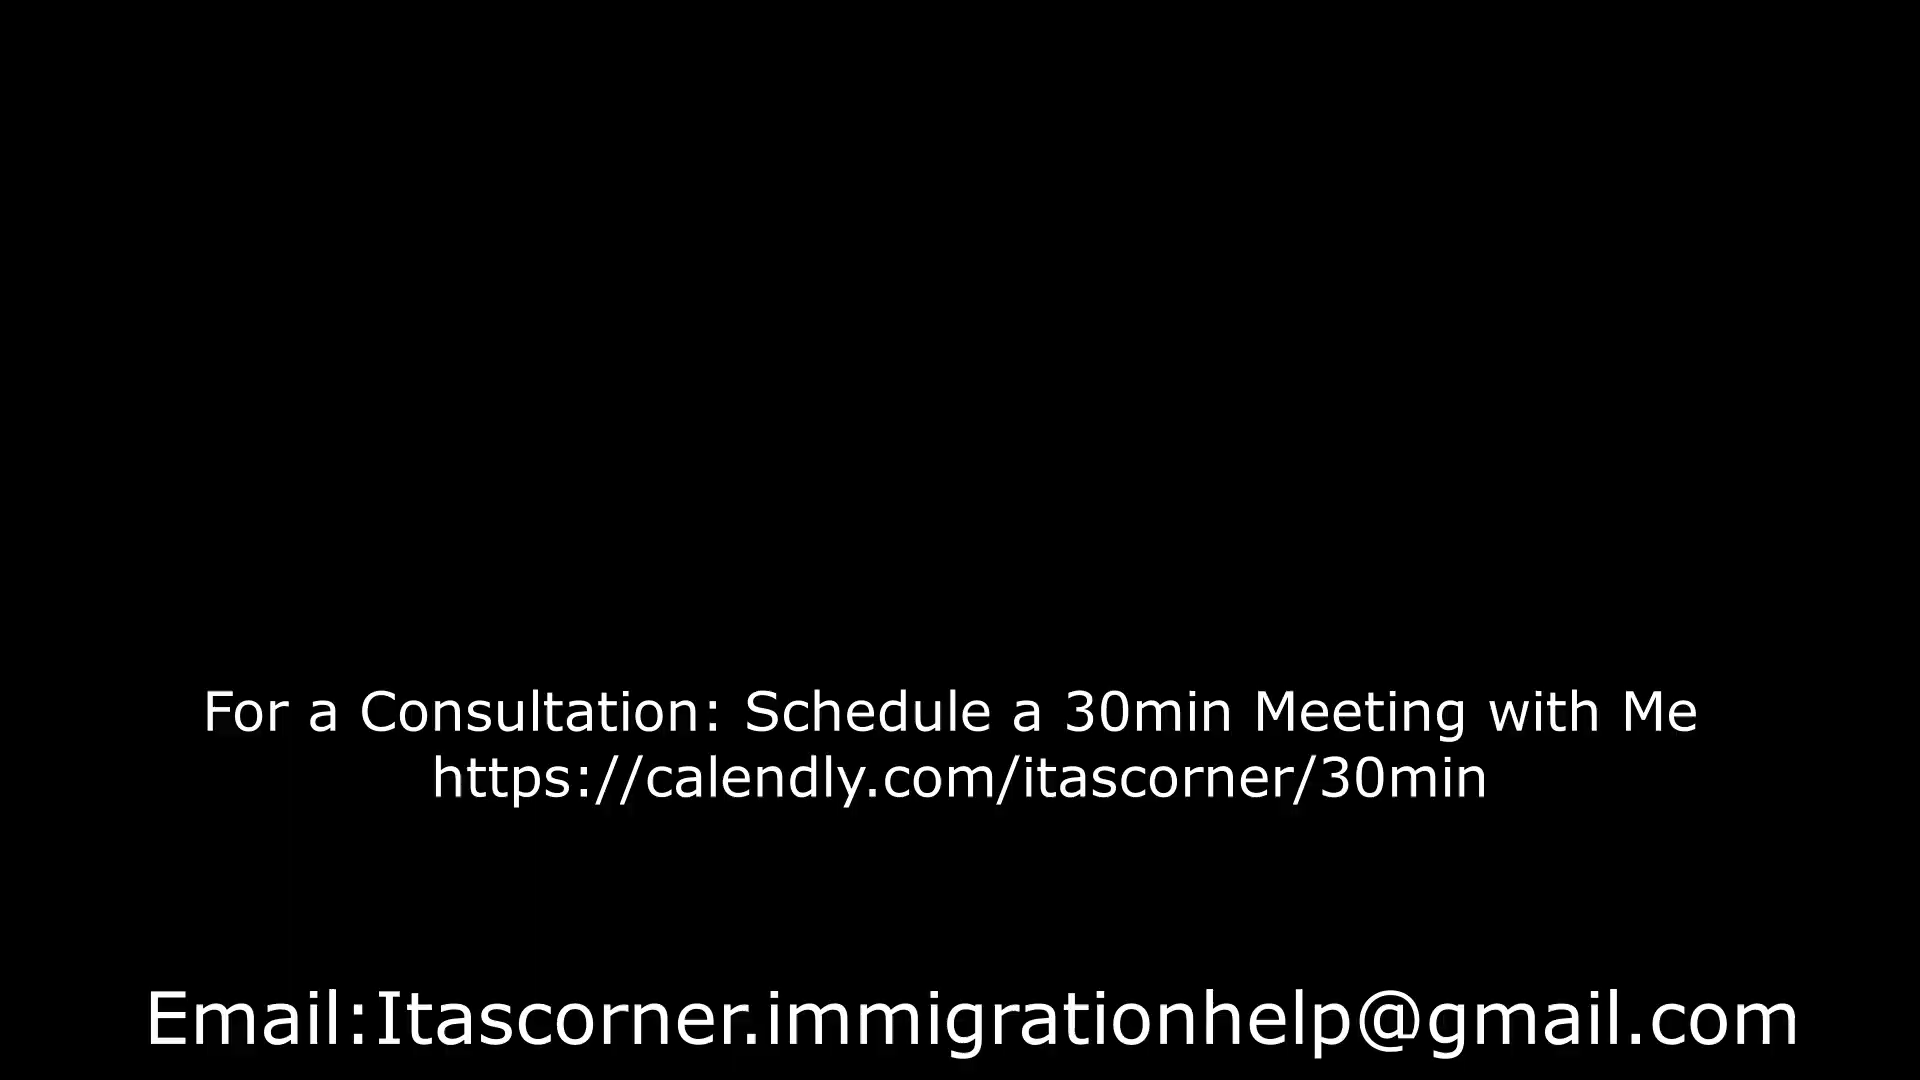 For a Consultation: Schedule a 30min Meeting with Me
https://calendly.com/itascorner/30min
Email:Itascorner.immigrationhelp@gmail.com